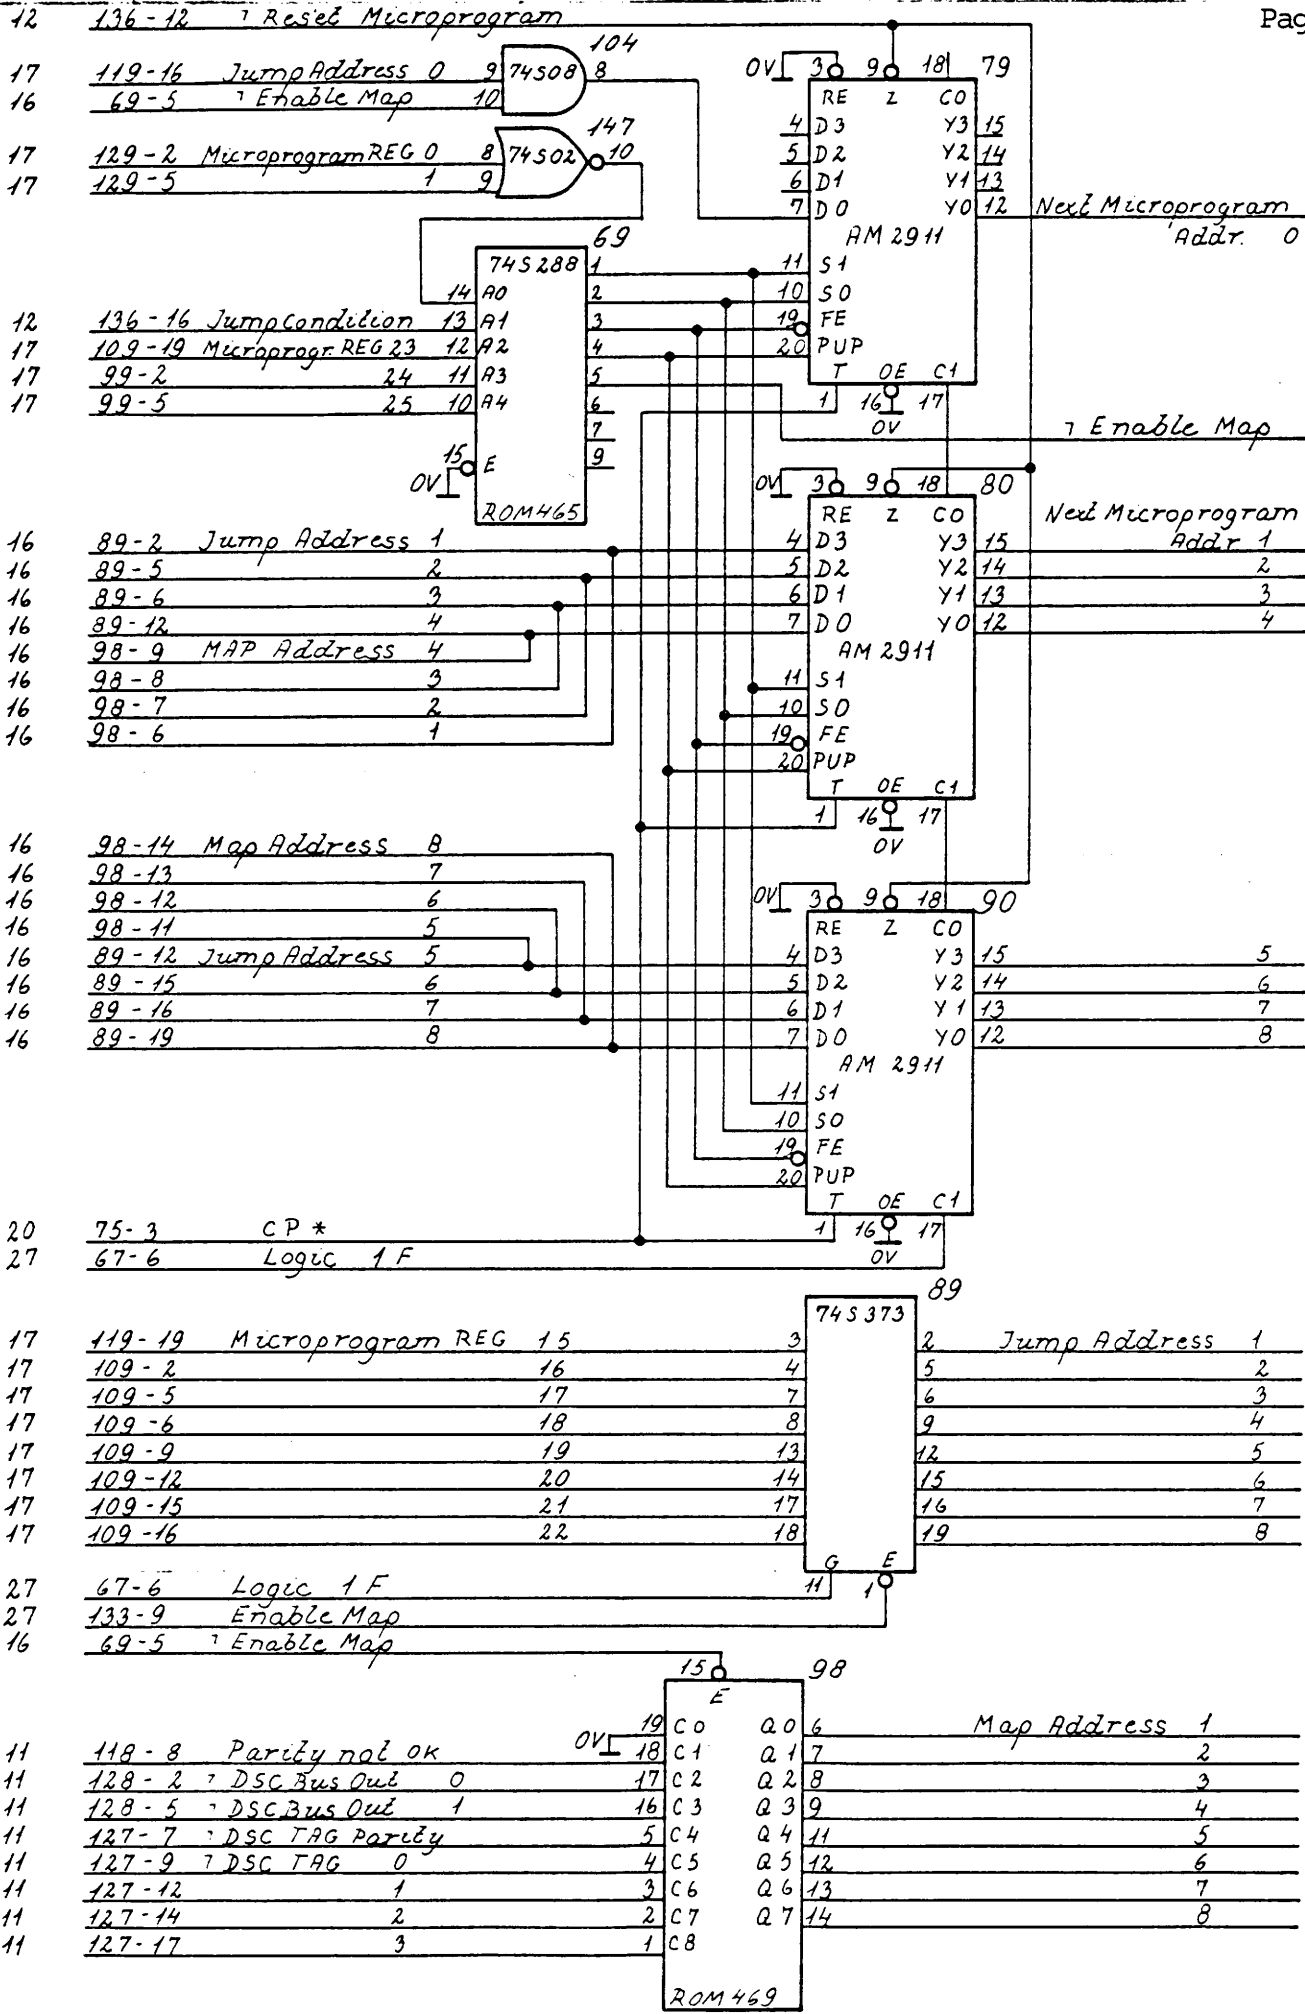 12 136-12 ┐ Reset Microprogram Pag
104
17 119-16 Jump Address 0 9 74S08 8
16 69-5 ┐ Enable Map 10
147
17 129-2 Microprogram REG 0 8 74S02 10
17 129-5 1 9
0V 3 9 18 79
RE Z CO
4 D3 Y3 15
5 D2 Y2 14
6 D1 Y1 13
7 D0 Y0 12 Next Microprogram
AM 2911 Addr. 0
11 S1
10 S0
19 FE
20 PUP
T OE C1
1 16 17
0V
69
74S288 1
14 A0 2
12 136-16 Jump Condition 13 A1 3
17 109-19 Microprogr. REG 23 12 A2 4
17 99-2 24 11 A3 5
17 99-5 25 10 A4 6
7
15 E 9
0V
ROM465
┐ Enable Map
0V 3 9 18 80
RE Z CO Next Microprogram
16 89-2 Jump Address 1 4 D3 Y3 15 Addr 1
16 89-5 2 5 D2 Y2 14 2
16 89-6 3 6 D1 Y1 13 3
16 89-12 4 7 D0 Y0 12 4
16 98-9 MAP Address 4 AM 2911
16 98-8 3 11 S1
16 98-7 2 10 S0
16 98-6 1 19 FE
20 PUP
T OE C1
1 16 17
0V
16 98-14 Map Address 8
16 98-13 7
16 98-12 6 0V 3 9 18 90
16 98-11 5 RE Z CO
16 89-12 Jump Address 5 4 D3 Y3 15 5
16 89-15 6 5 D2 Y2 14 6
16 89-16 7 6 D1 Y1 13 7
16 89-19 8 7 D0 Y0 12 8
AM 2911
11 S1
10 S0
19 FE
20 PUP
T OE C1
20 75-3 CP * 1 16 17
27 67-6 Logic 1 F 0V
89
74S373
17 119-19 Microprogram REG 15 3 2 Jump Address 1
17 109-2 16 4 5 2
17 109-5 17 7 6 3
17 109-6 18 8 9 4
17 109-9 19 13 12 5
17 109-12 20 14 15 6
17 109-15 21 17 16 7
17 109-16 22 18 19 8
G E
27 67-6 Logic 1 F 11 1
27 133-9 Enable Map
16 69-5 ┐ Enable Map
15 98
E
0V 19 C0 Q0 6 Map Address 1
11 118-8 Parity not OK 18 C1 Q1 7 2
11 128-2 ┐ DSC Bus Out 0 17 C2 Q2 8 3
11 128-5 ┐ DSC Bus Out 1 16 C3 Q3 9 4
11 127-7 ┐ DSC TAG Parity 5 C4 Q4 11 5
11 127-9 ┐ DSC TAG 0 4 C5 Q5 12 6
11 127-12 1 3 C6 Q6 13 7
11 127-14 2 2 C7 Q7 14 8
11 127-17 3 1 C8
ROM469